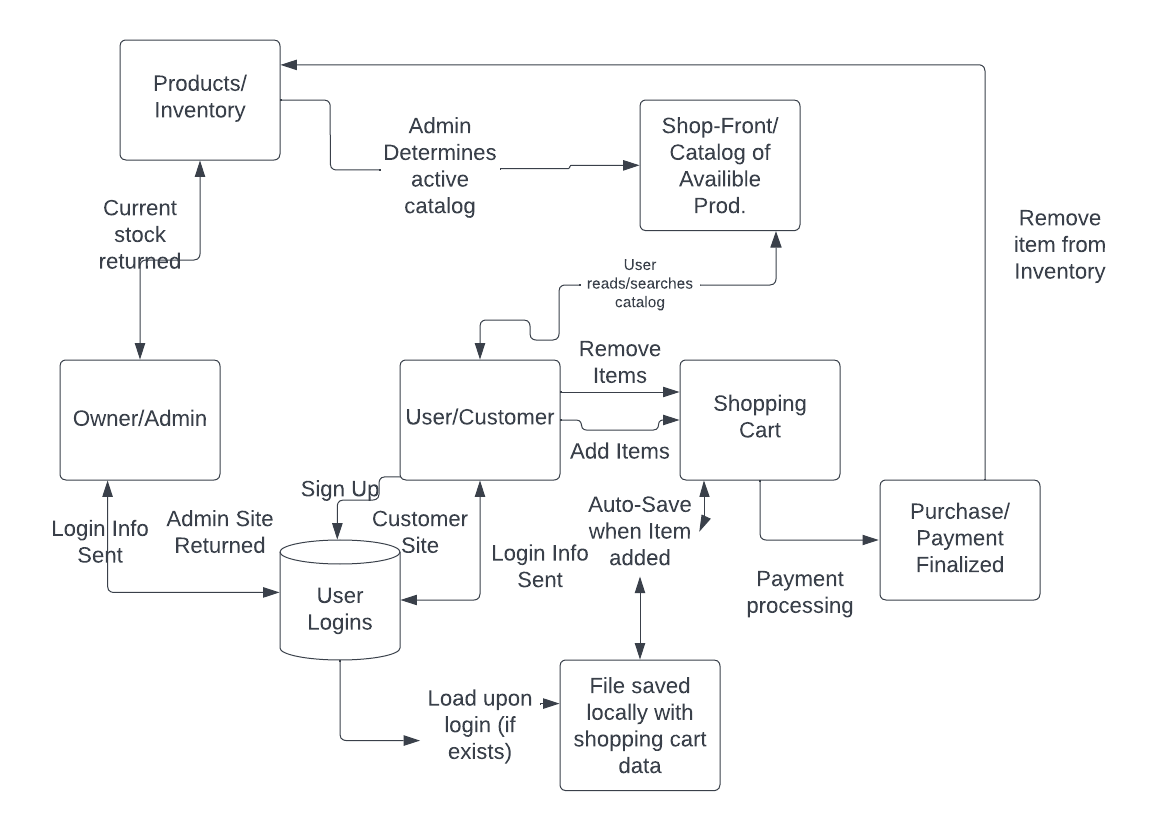 Products/
Inventory
Admin
Determines
active
catalog
Shop-Front/
Catalog of
Availible
Prod.
Current
stock
returned
Remove
item from
Inventory
User
reads/searches
catalog
Remove
Items
Owner/Admin
User/Customer
Shopping
Cart
Add Items
Sign Up
Login Info
Sent
Admin Site
Returned
Customer
Site
Login Info
Sent
Auto-Save
when Item
added
Purchase/
Payment
Finalized
Payment
processing
User
Logins
Load upon
login (if
exists)
File saved
locally with
shopping cart
data